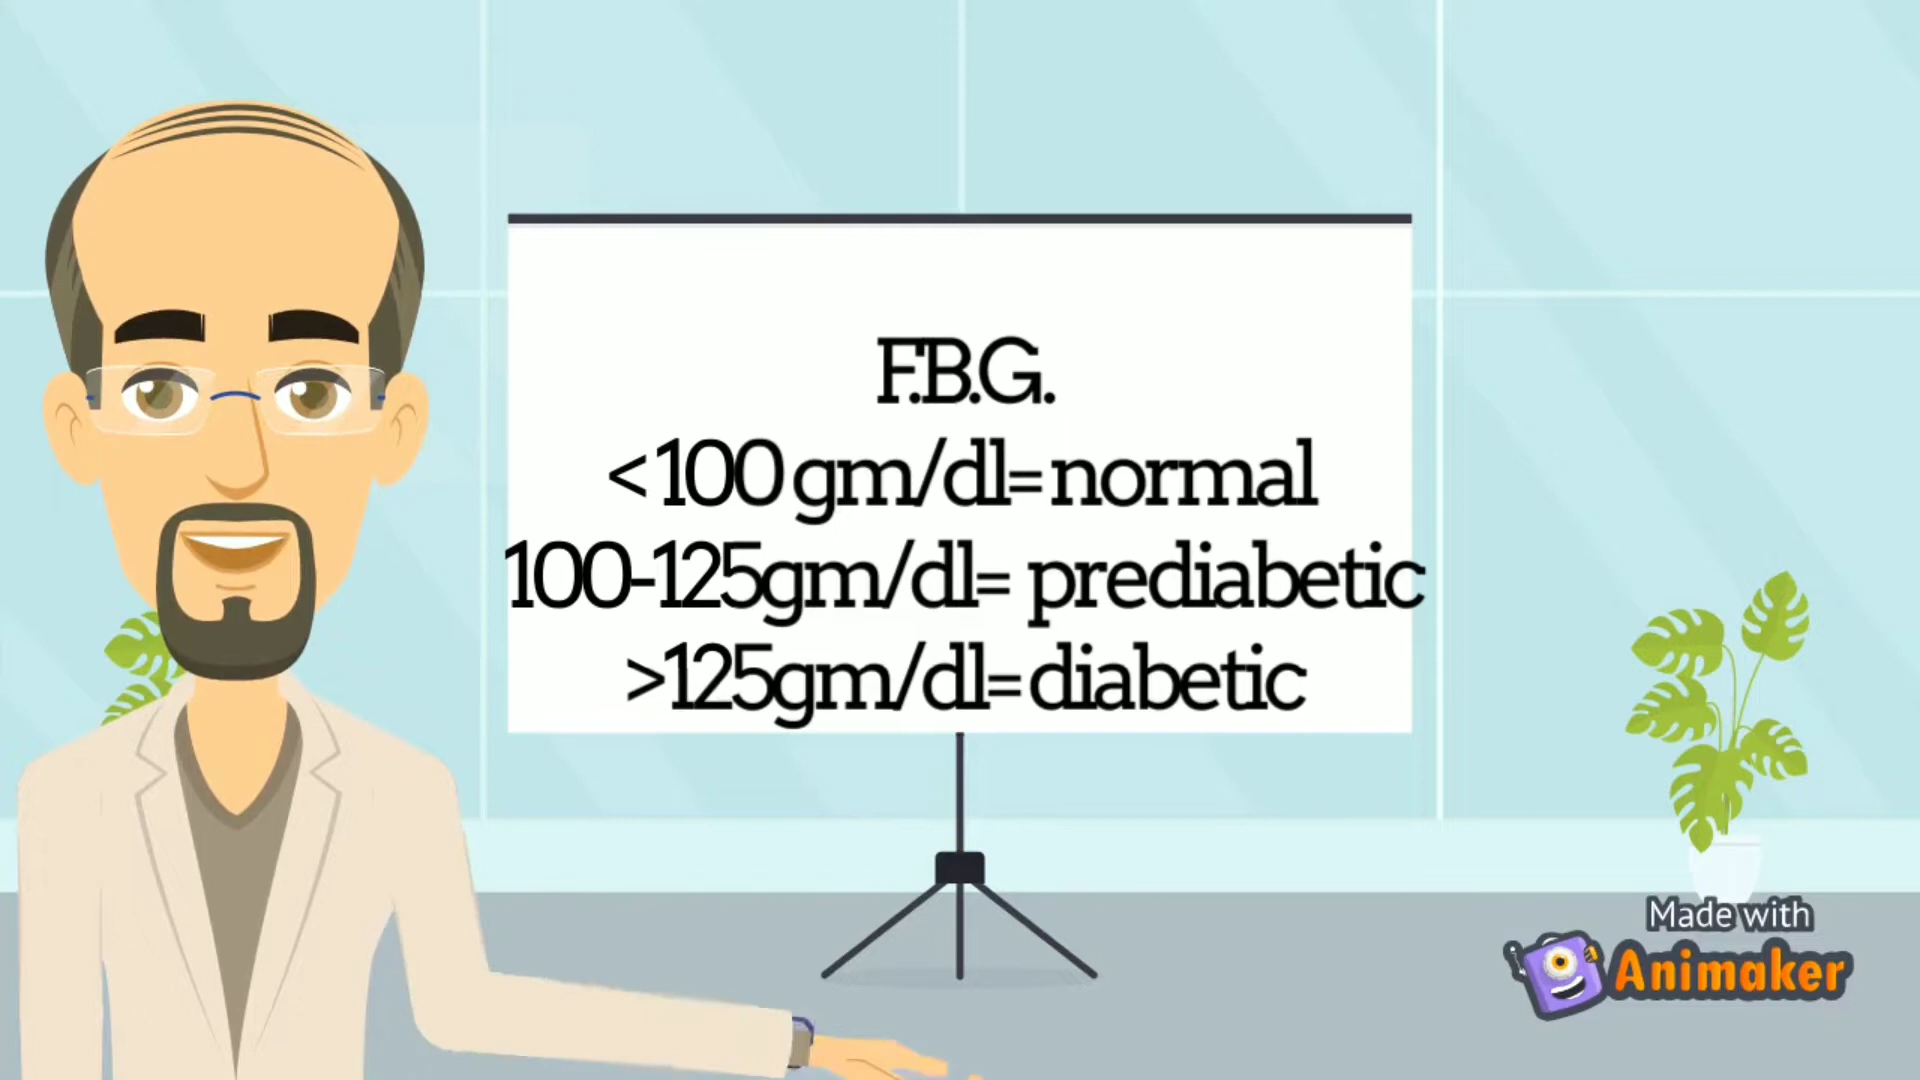 F.B.G.
<100 gm/dl= normal
100-125gm/dl= prediabetic
>125gm/dl= diabetic
Made with
Animaker